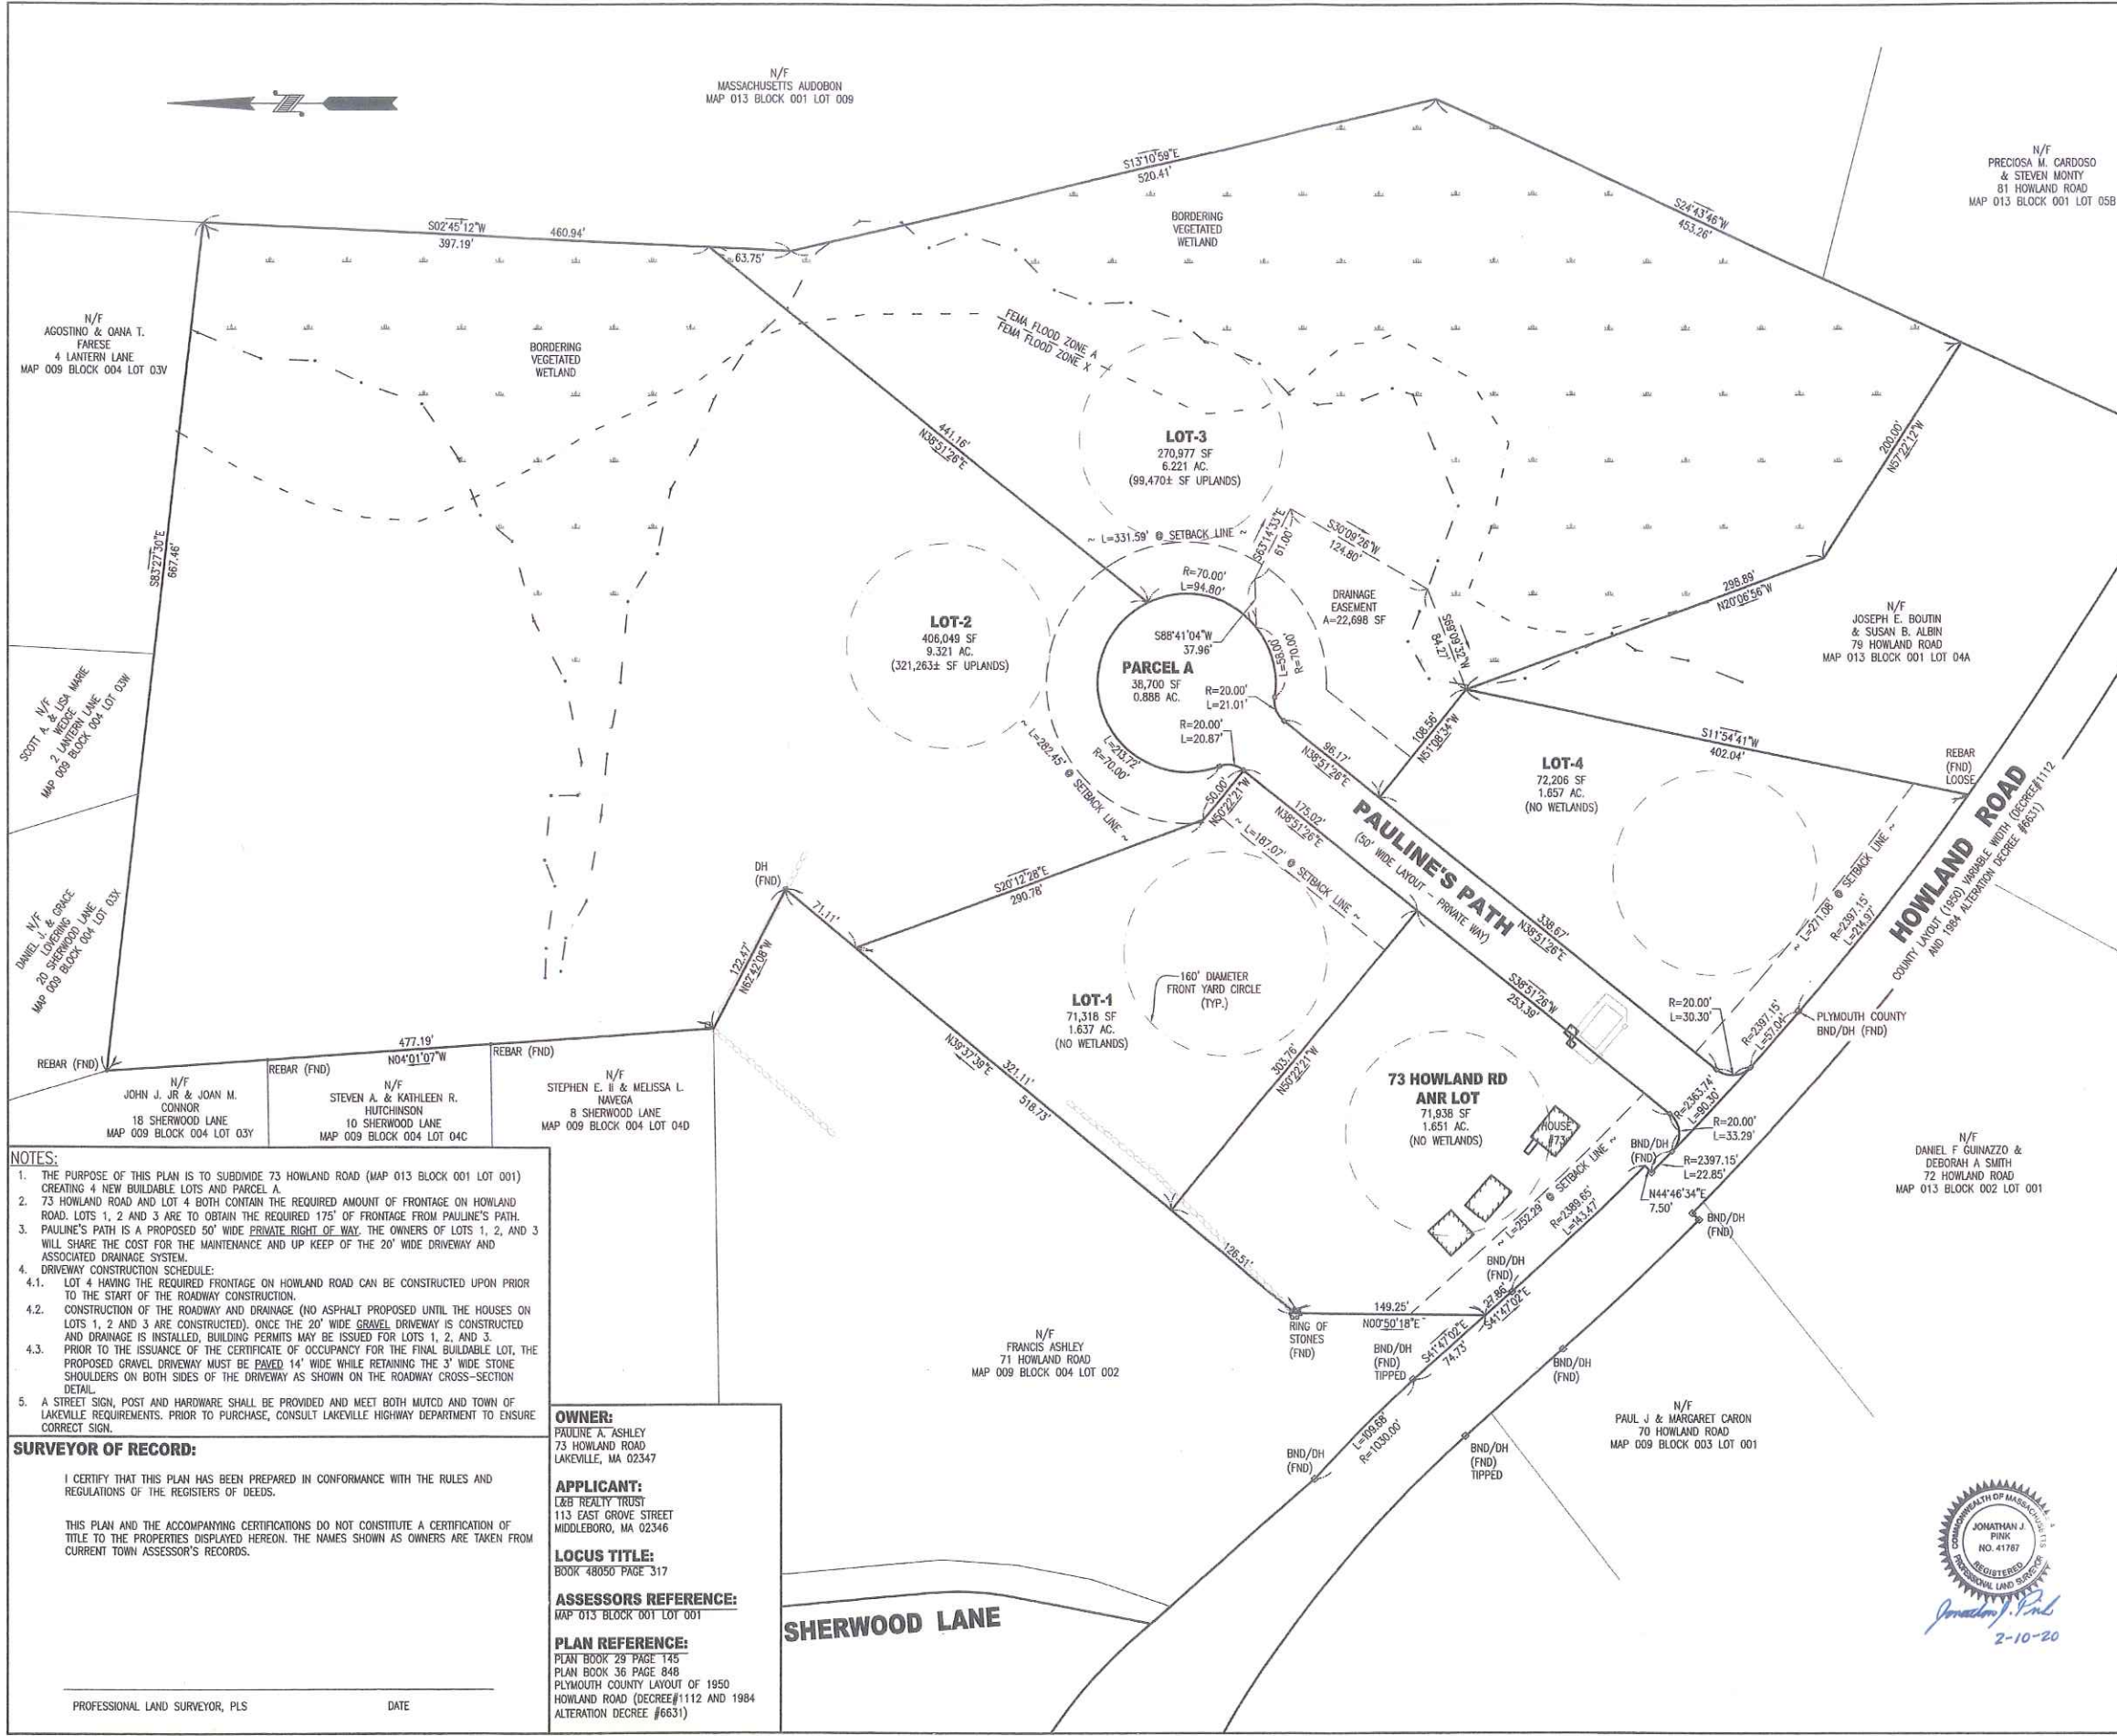 N/F
MASSACHUSETTS AUDOBON
MAP 013 BLOCK 001 LOT 009
N/F
PRECIOSA M. CARDOSO
& STEVEN MONTY
81 HOWLAND ROAD
MAP 013 BLOCK 001 LOT 05B
S13°10'59"E
520.41'
S24°43'46"W
453.26'
S02°45'12"W
397.19'
460.94'
63.75'
BORDERING
VEGETATED
WETLAND
N/F
AGOSTINO & OANA T.
FARESE
4 LANTERN LANE
MAP 009 BLOCK 004 LOT 03V
BORDERING
VEGETATED
WETLAND
FEMA FLOOD ZONE A
FEMA FLOOD ZONE X
441.16'
N38°51'26"E
LOT-3
270,977 SF
6.221 AC.
(99,470± SF UPLANDS)
200.00'
N57°22'12"W
S83°27'30"E
667.46'
~ L=331.59' @ SETBACK LINE ~
S63°14'33"E
61.00'
S30°09'26"W
124.80'
R=70.00'
L=94.80'
DRAINAGE
EASEMENT
A=22,698 SF
S69°09'32"W
84.27'
298.89'
N20°06'56"W
N/F
JOSEPH E. BOUTIN
& SUSAN B. ALBIN
79 HOWLAND ROAD
MAP 013 BLOCK 001 LOT 04A
LOT-2
406,049 SF
9.321 AC.
(321,263± SF UPLANDS)
S88°41'04"W
37.96'
R=70.00'
L=58.00'
PARCEL A
38,700 SF
0.888 AC.
R=20.00'
L=21.01'
R=20.00'
L=20.87'
L=213.72'
R=70.00'
~ L=282.45' @ SETBACK LINE ~
N/F
SCOTT A. & LISA MARIE
WEDGE
2 LANTERN LANE
MAP 009 BLOCK 004 LOT 03W
96.17'
N38°51'26"E
108.56'
N51°08'34"W
S11°54'41"W
402.04'
REBAR
(FND)
LOOSE
LOT-4
72,206 SF
1.657 AC.
(NO WETLANDS)
50.00'
N50°22'21"W
175.02'
N38°51'26"E
~ L=187.07' @ SETBACK LINE ~
PAULINE'S PATH
(50' WIDE LAYOUT - PRIVATE WAY)
338.67'
N38°51'26"E
HOWLAND ROAD
COUNTY LAYOUT (1950) VARIABLE WIDTH (DECREE#1112
AND 1984 ALTERATION DECREE #6631)
~ L=271.08' @ SETBACK LINE ~
R=2397.15'
L=214.97'
DH
(FND)
71.11'
S20°12'28"E
290.78'
122.47'
N62°42'08"W
N/F
DANIEL J. & GRACE
LOVERING
20 SHERWOOD LANE
MAP 009 BLOCK 004 LOT 03X
160' DIAMETER
FRONT YARD CIRCLE
(TYP.)
LOT-1
71,318 SF
1.637 AC.
(NO WETLANDS)
S38°51'26"W
253.39'
R=20.00'
L=30.30'
R=2397.15'
L=57.04'
PLYMOUTH COUNTY
BND/DH (FND)
477.19'
N04°01'07"W
REBAR (FND)
REBAR (FND)
REBAR (FND)
N39°37'39"E
321.11'
518.73'
303.76'
N50°22'21"W
73 HOWLAND RD
ANR LOT
71,938 SF
1.651 AC.
(NO WETLANDS)
HOUSE
#73
R=2363.74'
L=90.30'
R=20.00'
L=33.29'
BND/DH
(FND)
R=2397.15'
L=22.85'
N44°46'34"E
7.50'
BND/DH
(FND)
N/F
DANIEL F GUINAZZO &
DEBORAH A SMITH
72 HOWLAND ROAD
MAP 013 BLOCK 002 LOT 001
N/F
JOHN J. JR & JOAN M.
CONNOR
18 SHERWOOD LANE
MAP 009 BLOCK 004 LOT 03Y
N/F
STEVEN A. & KATHLEEN R.
HUTCHINSON
10 SHERWOOD LANE
MAP 009 BLOCK 004 LOT 04C
N/F
STEPHEN E. II & MELISSA L.
NAVEGA
8 SHERWOOD LANE
MAP 009 BLOCK 004 LOT 04D
~ L=252.29' @ SETBACK LINE ~
R=2389.65'
L=143.47'
126.51'
BND/DH
(FND)
27.86'
S41°47'02"E
149.25'
N00°50'18"E
RING OF
STONES
(FND)
S41°47'02"E
74.73'
BND/DH
(FND)
TIPPED
BND/DH
(FND)
N/F
FRANCIS ASHLEY
71 HOWLAND ROAD
MAP 009 BLOCK 004 LOT 002
L=109.68'
R=1030.00'
BND/DH
(FND)
BND/DH
(FND)
TIPPED
N/F
PAUL J & MARGARET CARON
70 HOWLAND ROAD
MAP 009 BLOCK 003 LOT 001
NOTES:
1. THE PURPOSE OF THIS PLAN IS TO SUBDIVIDE 73 HOWLAND ROAD (MAP 013 BLOCK 001 LOT 001)
CREATING 4 NEW BUILDABLE LOTS AND PARCEL A.
2. 73 HOWLAND ROAD AND LOT 4 BOTH CONTAIN THE REQUIRED AMOUNT OF FRONTAGE ON HOWLAND
ROAD. LOTS 1, 2 AND 3 ARE TO OBTAIN THE REQUIRED 175' OF FRONTAGE FROM PAULINE'S PATH.
3. PAULINE'S PATH IS A PROPOSED 50' WIDE PRIVATE RIGHT OF WAY. THE OWNERS OF LOTS 1, 2, AND 3
WILL SHARE THE COST FOR THE MAINTENANCE AND UP KEEP OF THE 20' WIDE DRIVEWAY AND
ASSOCIATED DRAINAGE SYSTEM.
4. DRIVEWAY CONSTRUCTION SCHEDULE:
4.1. LOT 4 HAVING THE REQUIRED FRONTAGE ON HOWLAND ROAD CAN BE CONSTRUCTED UPON PRIOR
TO THE START OF THE ROADWAY CONSTRUCTION.
4.2. CONSTRUCTION OF THE ROADWAY AND DRAINAGE (NO ASPHALT PROPOSED UNTIL THE HOUSES ON
LOTS 1, 2 AND 3 ARE CONSTRUCTED). ONCE THE 20' WIDE GRAVEL DRIVEWAY IS CONSTRUCTED
AND DRAINAGE IS INSTALLED, BUILDING PERMITS MAY BE ISSUED FOR LOTS 1, 2, AND 3.
4.3. PRIOR TO THE ISSUANCE OF THE CERTIFICATE OF OCCUPANCY FOR THE FINAL BUILDABLE LOT, THE
PROPOSED GRAVEL DRIVEWAY MUST BE PAVED 14' WIDE WHILE RETAINING THE 3' WIDE STONE
SHOULDERS ON BOTH SIDES OF THE DRIVEWAY AS SHOWN ON THE ROADWAY CROSS-SECTION
DETAIL.
5. A STREET SIGN, POST AND HARDWARE SHALL BE PROVIDED AND MEET BOTH MUTCD AND TOWN OF
LAKEVILLE REQUIREMENTS. PRIOR TO PURCHASE, CONSULT LAKEVILLE HIGHWAY DEPARTMENT TO ENSURE
CORRECT SIGN.
SURVEYOR OF RECORD:
I CERTIFY THAT THIS PLAN HAS BEEN PREPARED IN CONFORMANCE WITH THE RULES AND
REGULATIONS OF THE REGISTERS OF DEEDS.
THIS PLAN AND THE ACCOMPANYING CERTIFICATIONS DO NOT CONSTITUTE A CERTIFICATION OF
TITLE TO THE PROPERTIES DISPLAYED HEREON. THE NAMES SHOWN AS OWNERS ARE TAKEN FROM
CURRENT TOWN ASSESSOR'S RECORDS.
PROFESSIONAL LAND SURVEYOR, PLS DATE
OWNER:
PAULINE A. ASHLEY
73 HOWLAND ROAD
LAKEVILLE, MA 02347
APPLICANT:
L&B REALTY TRUST
113 EAST GROVE STREET
MIDDLEBORO, MA 02346
LOCUS TITLE:
BOOK 48050 PAGE 317
ASSESSORS REFERENCE:
MAP 013 BLOCK 001 LOT 001
PLAN REFERENCE:
PLAN BOOK 29 PAGE 145
PLAN BOOK 36 PAGE 848
PLYMOUTH COUNTY LAYOUT OF 1950
HOWLAND ROAD (DECREE#1112 AND 1984
ALTERATION DECREE #6631)
SHERWOOD LANE
COMMONWEALTH OF MASSACHUSETTS
JONATHAN J.
PINK
NO. 41787
REGISTERED
PROFESSIONAL LAND SURVEYOR
Jonathan J. Pink
2-10-20